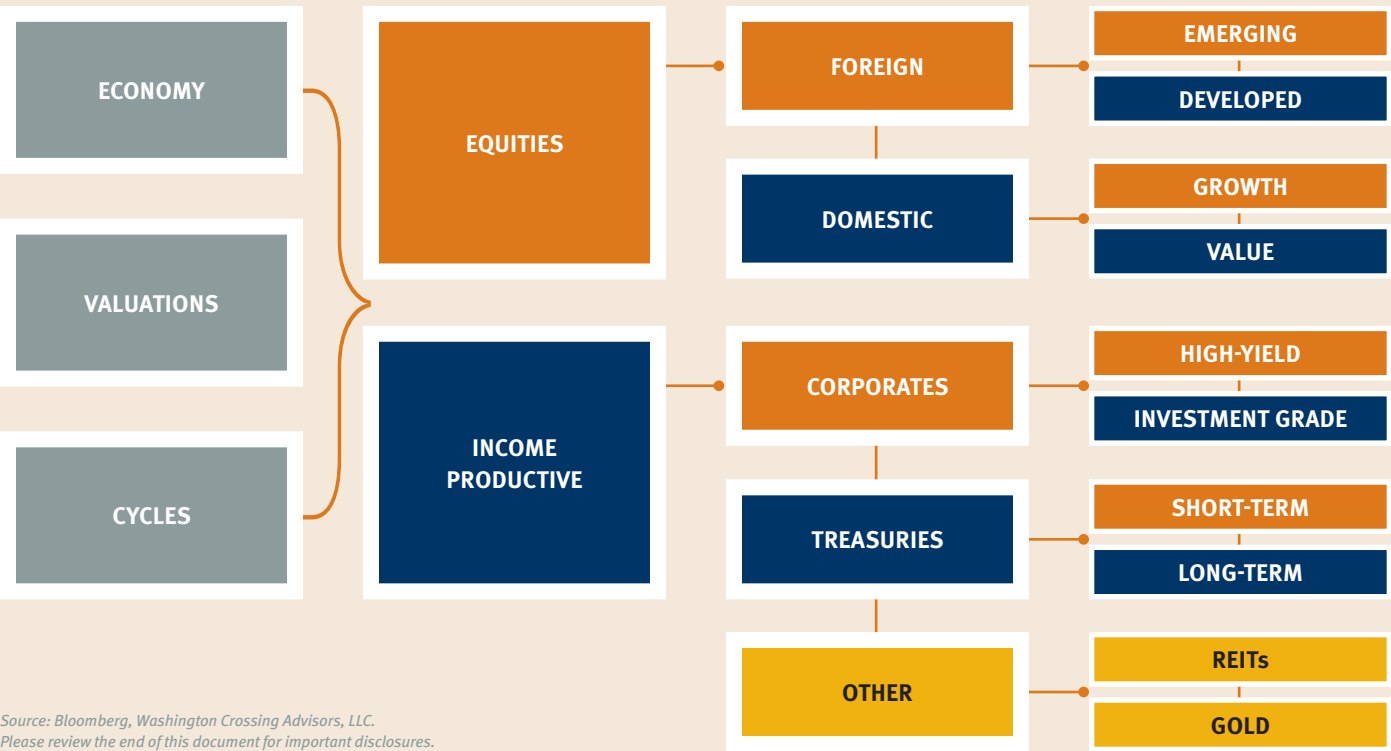 ECONOMY
VALUATIONS
CYCLES
EQUITIES
INCOME
PRODUCTIVE
FOREIGN
DOMESTIC
CORPORATES
TREASURIES
OTHER
EMERGING
DEVELOPED
GROWTH
VALUE
HIGH-YIELD
INVESTMENT GRADE
SHORT-TERM
LONG-TERM
REITs
GOLD
Source: Bloomberg, Washington Crossing Advisors, LLC.
Please review the end of this document for important disclosures.